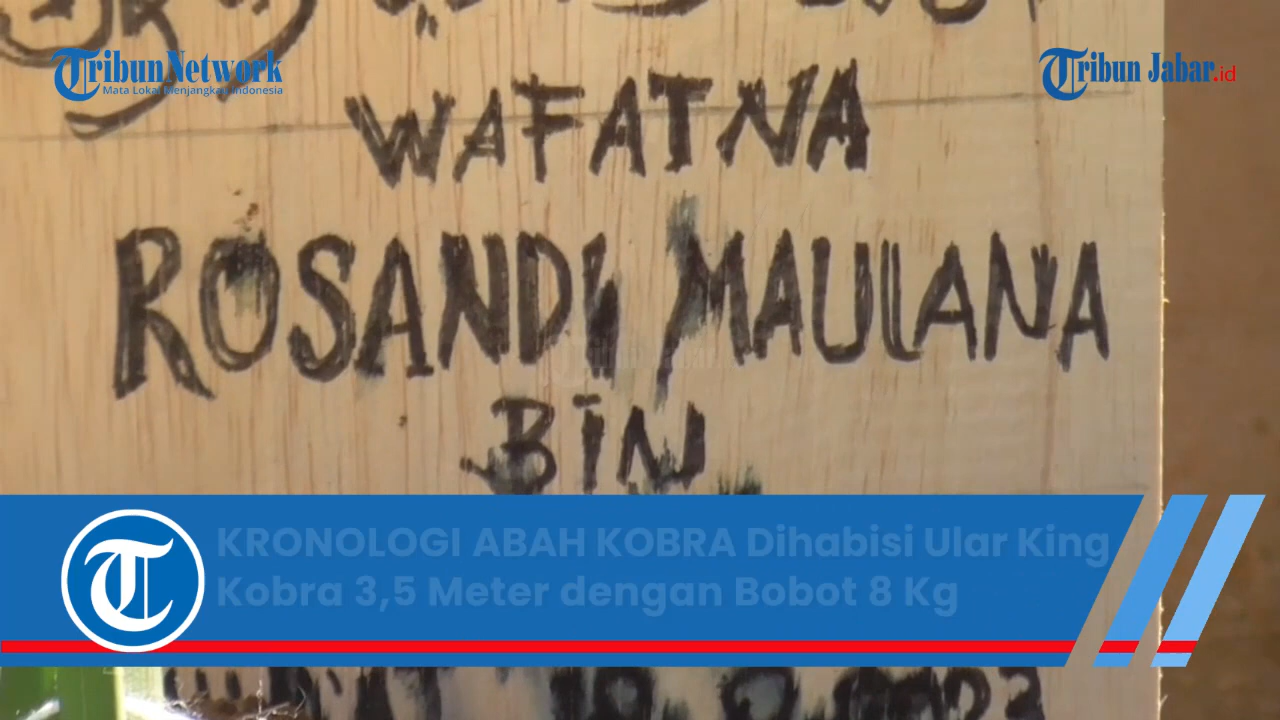 TribunNetwork
Mata Lokal Menjangkau Indonesia
Tribun Jabar.id
WAFATNA
ROSANDI MAULANA
BIN
KRONOLOGI ABAH KOBRA Dihabisi Ular King
Kobra 3,5 Meter dengan Bobot 8 Kg